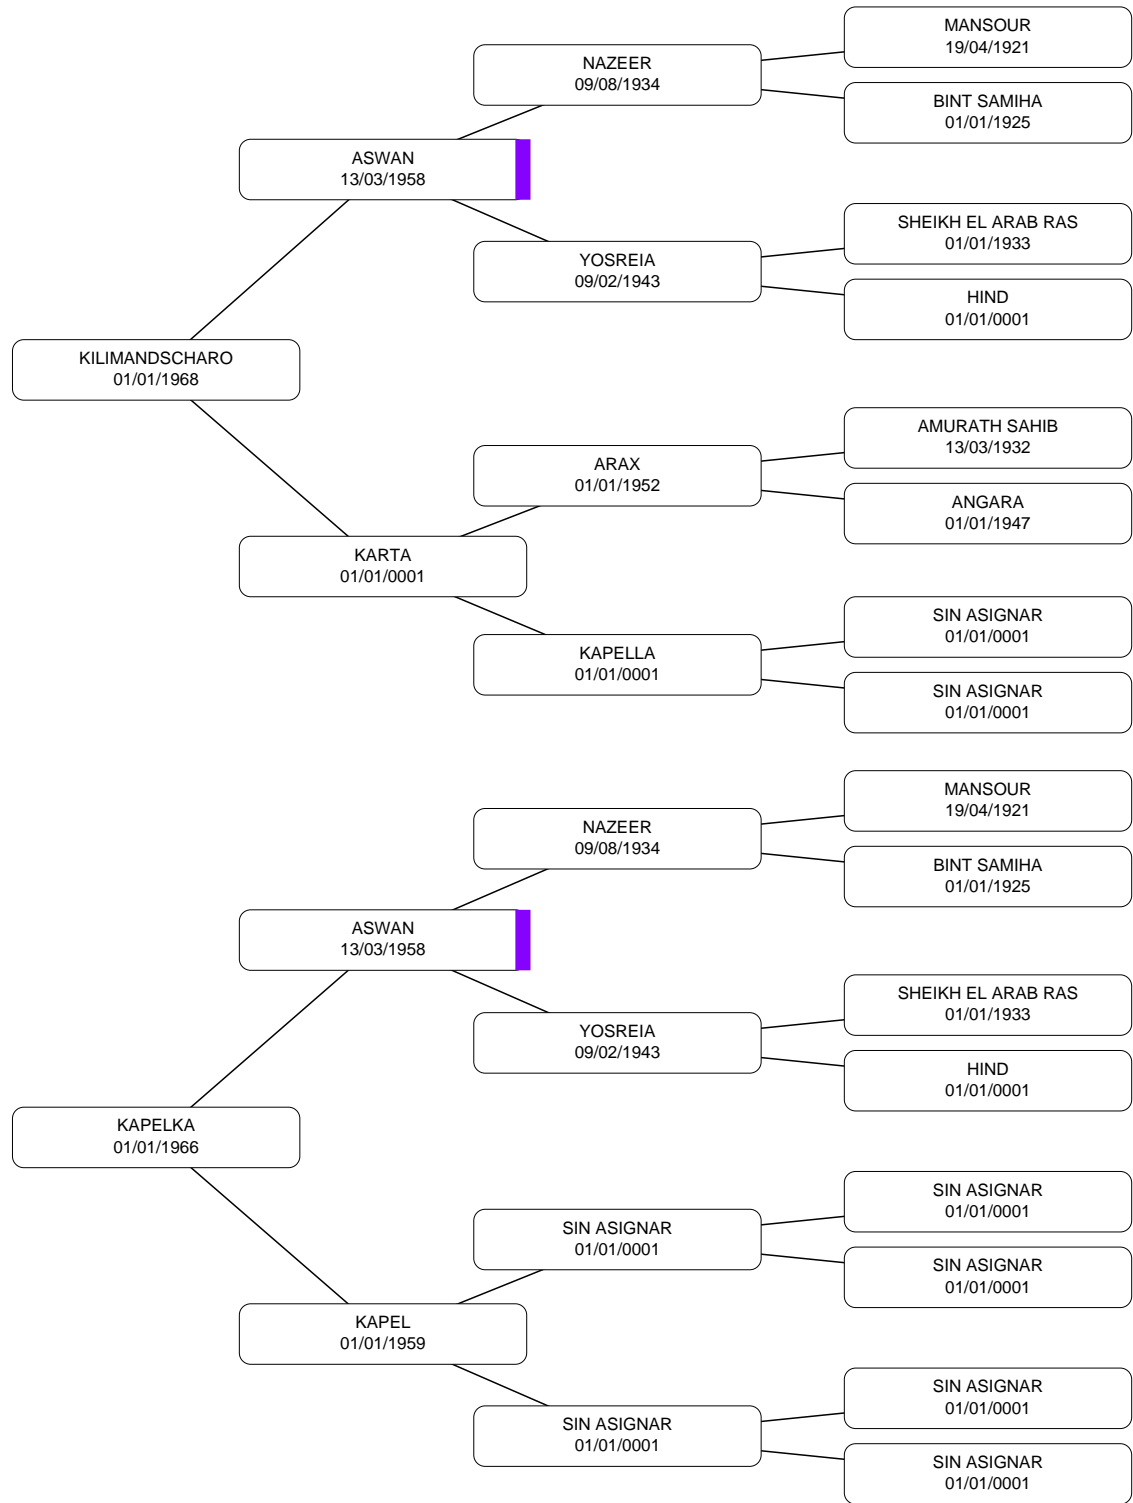 MANSOUR
19/04/1921
NAZEER
09/08/1934
BINT SAMIHA
01/01/1925
ASWAN
13/03/1958
SHEIKH EL ARAB RAS
01/01/1933
YOSREIA
09/02/1943
HIND
01/01/0001
KILIMANDSCHARO
01/01/1968
AMURATH SAHIB
13/03/1932
ARAX
01/01/1952
ANGARA
01/01/1947
KARTA
01/01/0001
SIN ASIGNAR
01/01/0001
KAPELLA
01/01/0001
SIN ASIGNAR
01/01/0001
MANSOUR
19/04/1921
NAZEER
09/08/1934
BINT SAMIHA
01/01/1925
ASWAN
13/03/1958
SHEIKH EL ARAB RAS
01/01/1933
YOSREIA
09/02/1943
HIND
01/01/0001
KAPELKA
01/01/1966
SIN ASIGNAR
01/01/0001
SIN ASIGNAR
01/01/0001
SIN ASIGNAR
01/01/0001
KAPEL
01/01/1959
SIN ASIGNAR
01/01/0001
SIN ASIGNAR
01/01/0001
SIN ASIGNAR
01/01/0001